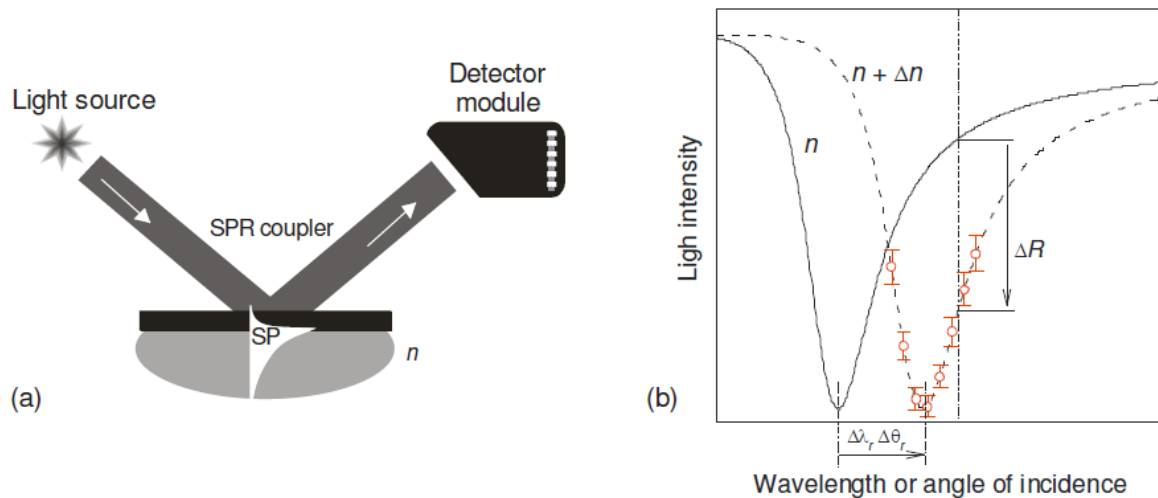 Light source
Detector
module
SPR coupler
SP
n
(a)
n + Δn
n
ΔR
Ligh intensity
(b)
Δλr Δθr
Wavelength or angle of incidence